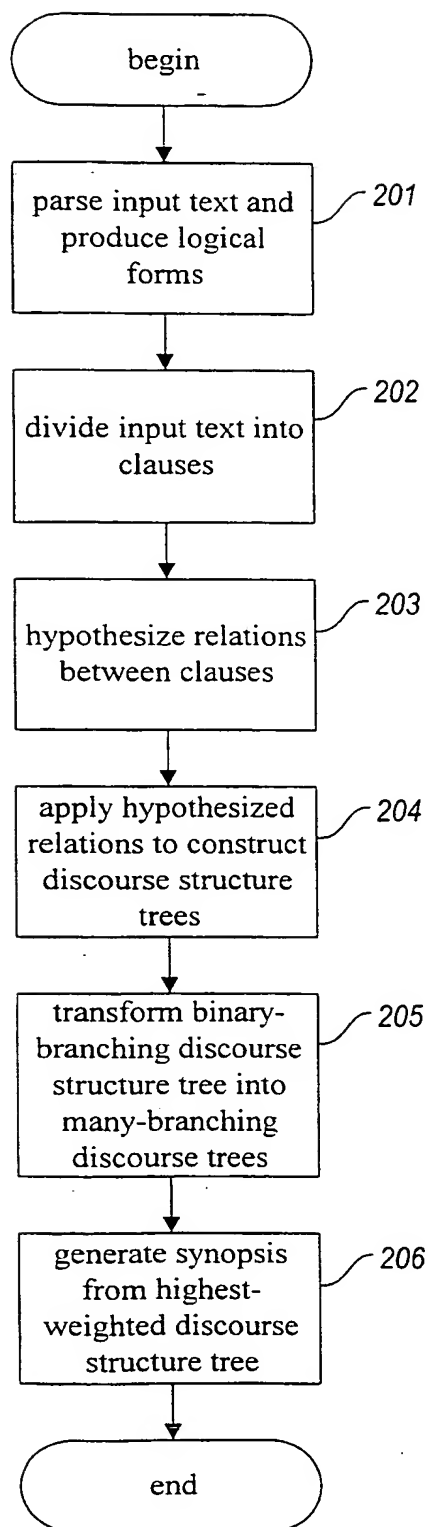 begin
parse input text and
produce logical
forms
201
divide input text into
clauses
202
hypothesize relations
between clauses
203
apply hypothesized
relations to construct
discourse structure
trees
204
transform binary-
branching discourse
structure tree into
many-branching
discourse trees
205
generate synopsis
from highest-
weighted discourse
structure tree
206
end